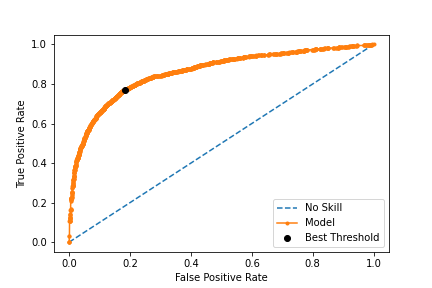 1.0
0.8
0.6
0.4
0.2
0.0
True Positive Rate
No Skill
Model
Best Threshold
0.0 0.2 0.4 0.6 0.8 1.0
False Positive Rate